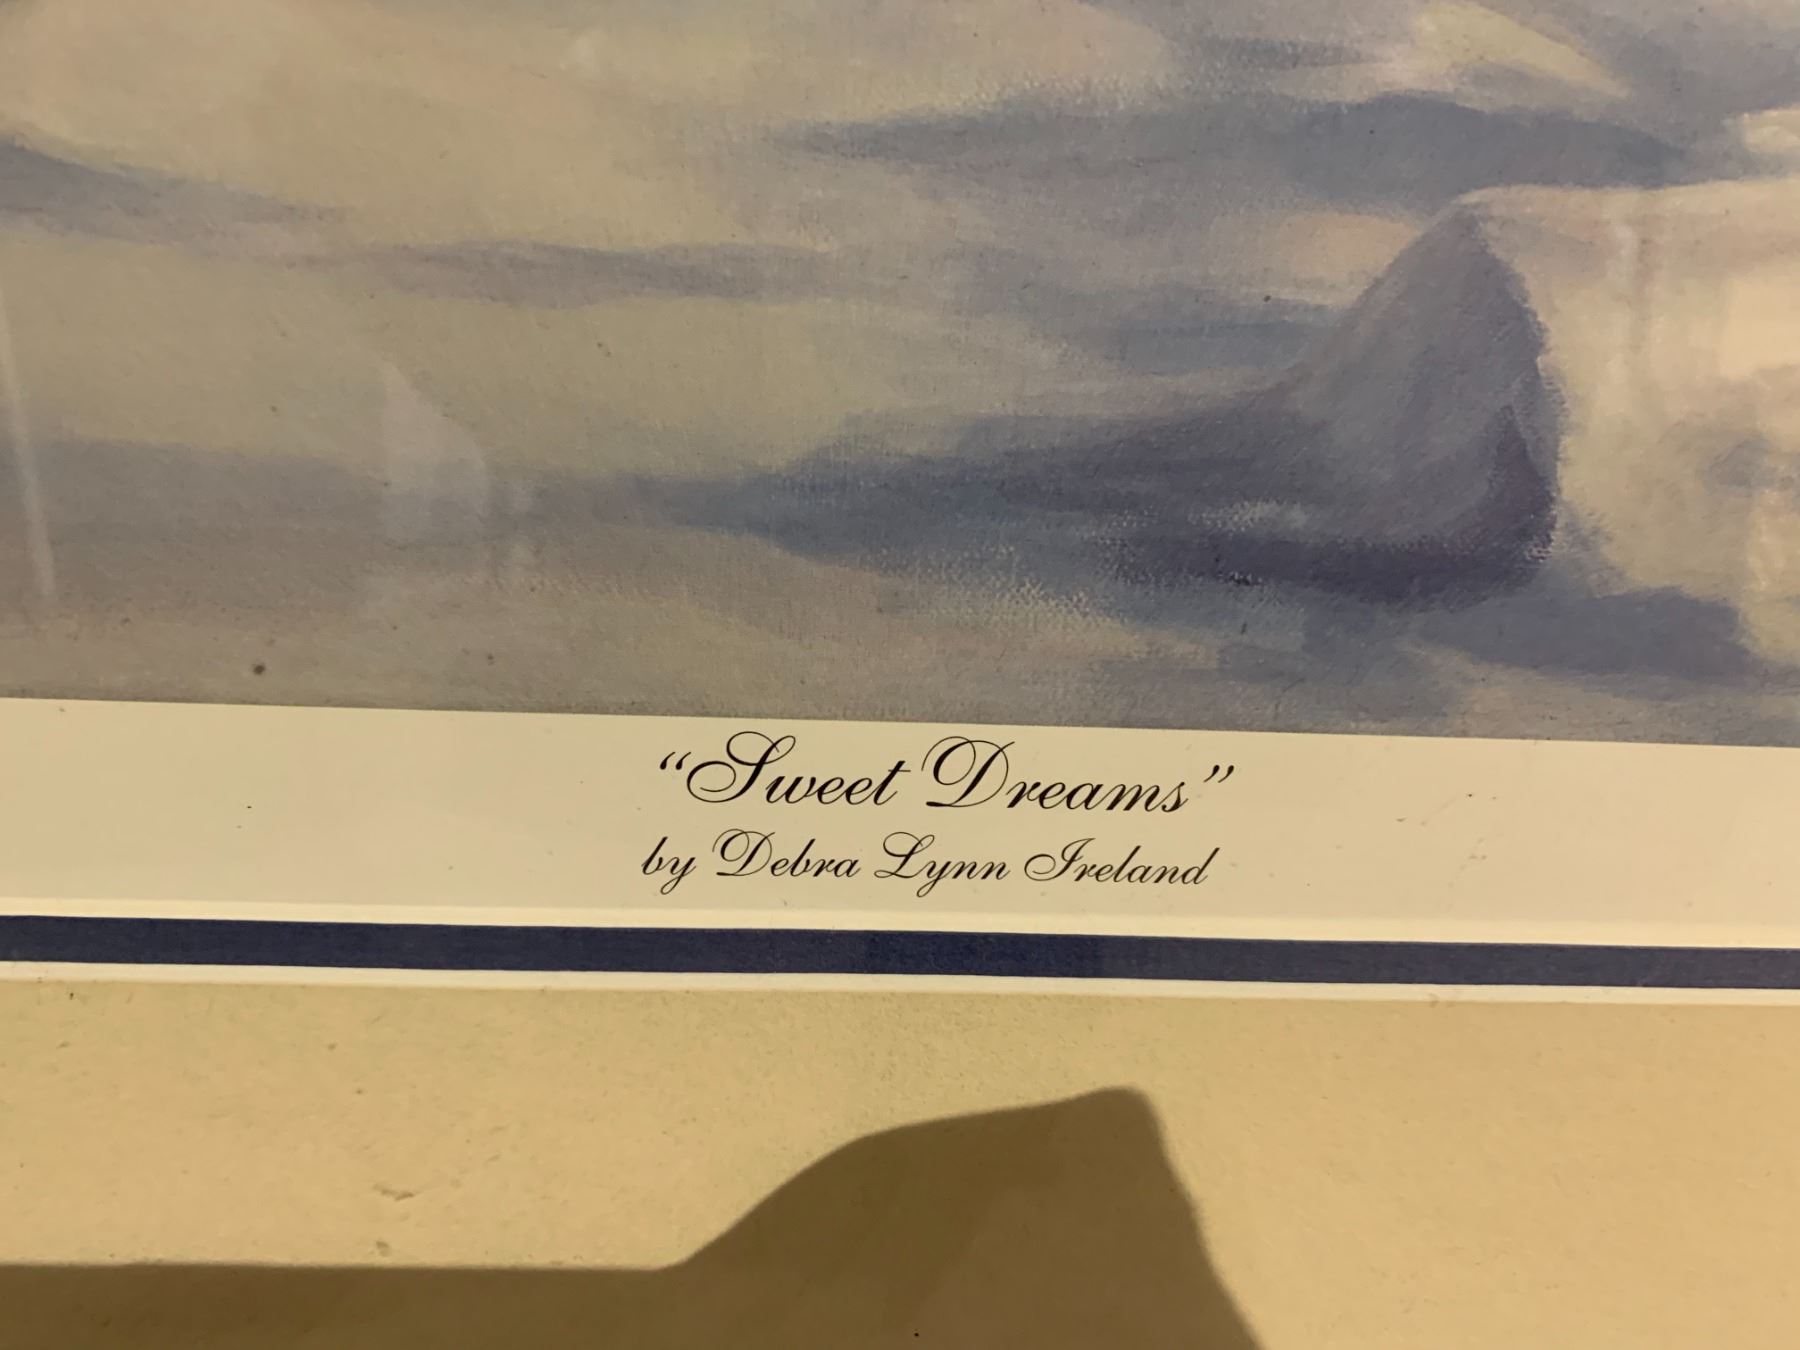 “Sweet Dreams”
by Debra Lynn Ireland